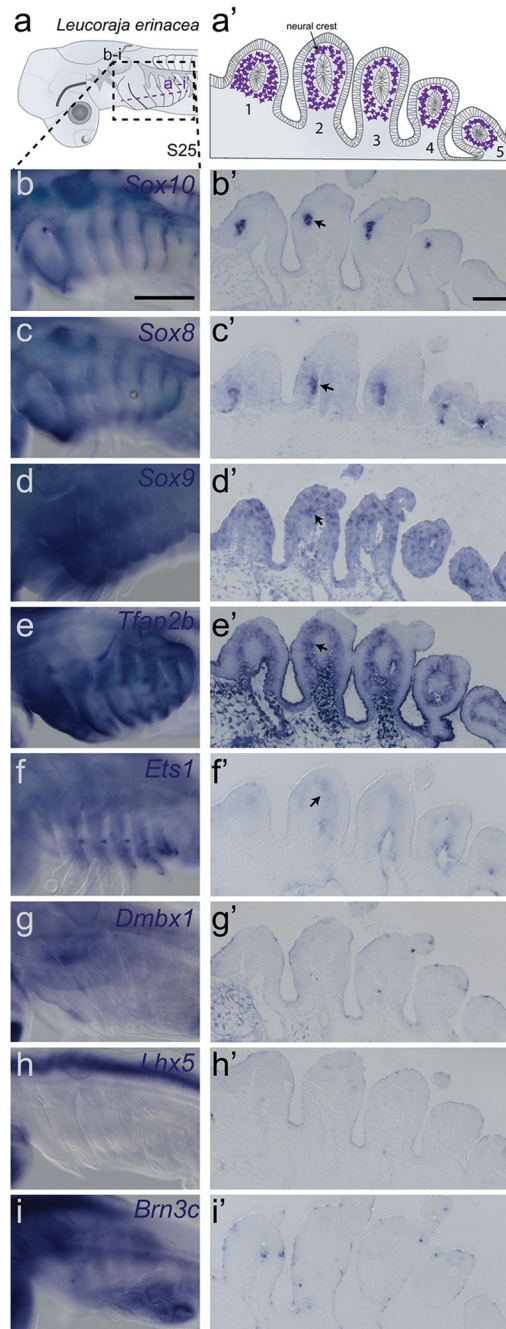 a
Leucoraja erinacea
b-i
a'-i'
S25
a'
neural crest
1
2
3
4
5
b
Sox10
b'
c
Sox8
c'
d
Sox9
d'
e
Tfap2b
e'
f
Ets1
f'
g
Dmbx1
g'
h
Lhx5
h'
i
Brn3c
i'